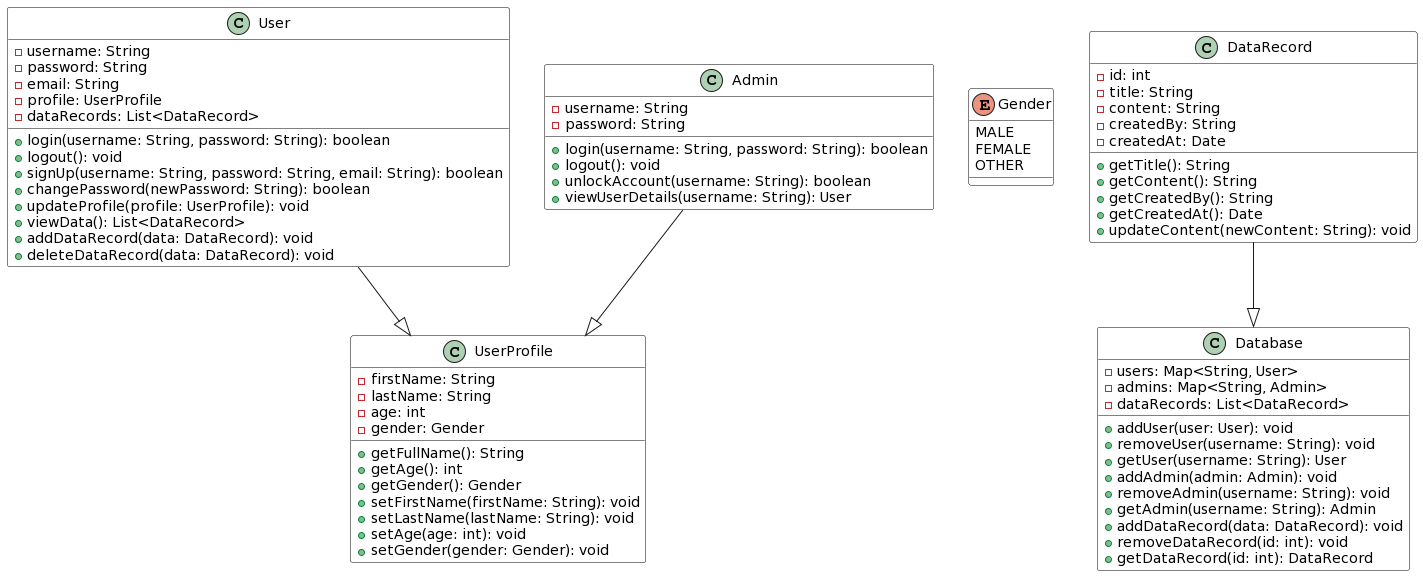 C User
username: String
password: String
email: String
profile: UserProfile
dataRecords: List<DataRecord>
login(username: String, password: String): boolean
logout(): void
signUp(username: String, password: String, email: String): boolean
changePassword(newPassword: String): boolean
updateProfile(profile: UserProfile): void
viewData(): List<DataRecord>
addDataRecord(data: DataRecord): void
deleteDataRecord(data: DataRecord): void
C Admin
username: String
password: String
login(username: String, password: String): boolean
logout(): void
unlockAccount(username: String): boolean
viewUserDetails(username: String): User
E Gender
MALE
FEMALE
OTHER
C DataRecord
id: int
title: String
content: String
createdBy: String
createdAt: Date
getTitle(): String
getContent(): String
getCreatedBy(): String
getCreatedAt(): Date
updateContent(newContent: String): void
C UserProfile
firstName: String
lastName: String
age: int
gender: Gender
getFullName(): String
getAge(): int
getGender(): Gender
setFirstName(firstName: String): void
setLastName(lastName: String): void
setAge(age: int): void
setGender(gender: Gender): void
C Database
users: Map<String, User>
admins: Map<String, Admin>
dataRecords: List<DataRecord>
addUser(user: User): void
removeUser(username: String): void
getUser(username: String): User
addAdmin(admin: Admin): void
removeAdmin(username: String): void
getAdmin(username: String): Admin
addDataRecord(data: DataRecord): void
removeDataRecord(id: int): void
getDataRecord(id: int): DataRecord